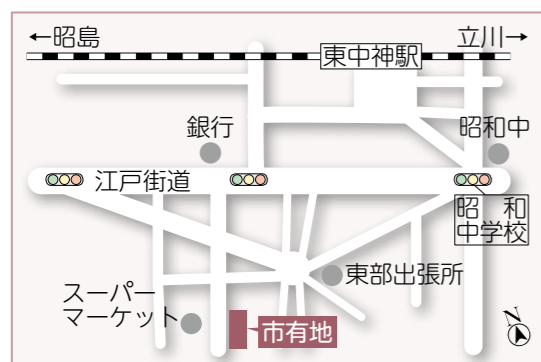 ←昭島
立川→
東中神駅
銀行
昭和中
江戸街道
昭和
中学校
東部出張所
スーパー
マーケット
市有地
N